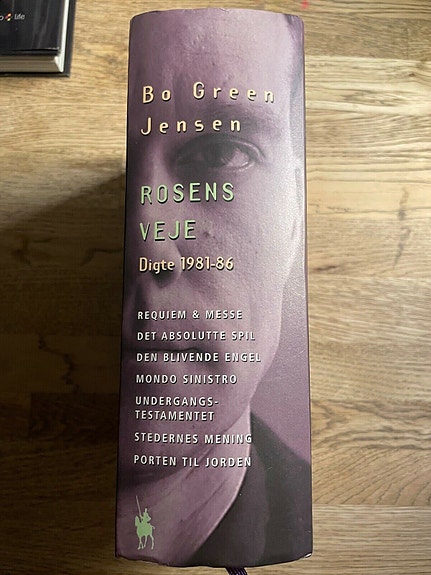 life
Bo Green
Jensen
ROSENS
VEJE
Digte 1981-86
REQUIEM & MESSE
DET ABSOLUTTE SPIL
DEN BLIVENDE ENGEL
MONDO SINISTRO
UNDERGANGS-
TESTAMENTET
STEDERNES MENING
PORTEN TIL JORDEN